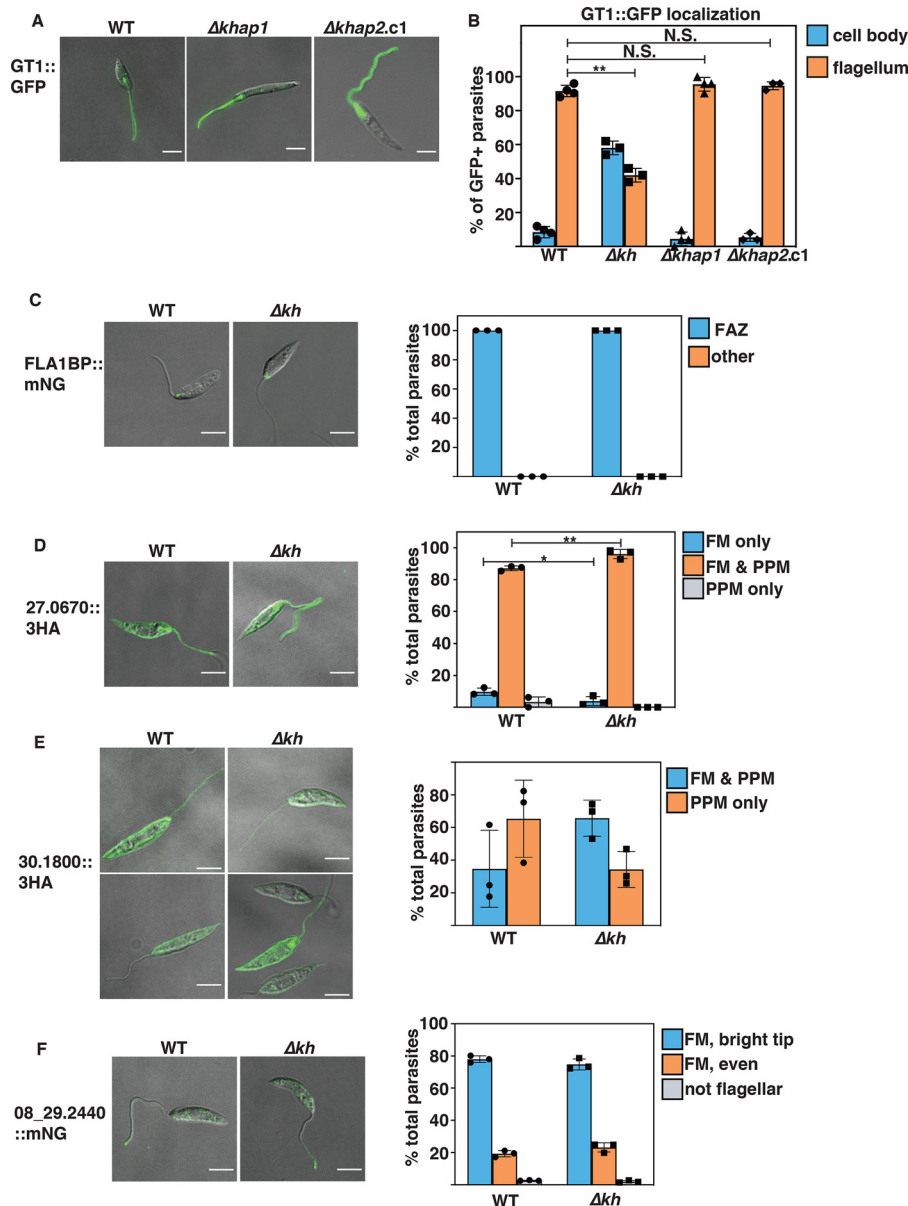 A
WT
Δkhap1
Δkhap2.c1
GT1::
GFP
B
GT1::GFP localization
N.S.
N.S.
**
cell body
flagellum
% of GFP+ parasites
100
80
60
40
20
WT
Δkh
Δkhap1
Δkhap2.c1
C
WT
Δkh
FLA1BP::
mNG
% total parasites
100
80
60
40
20
WT
Δkh
FAZ
other
D
WT
Δkh
27.0670::
3HA
% total parasites
100
80
60
40
20
**
*
WT
Δkh
FM only
FM & PPM
PPM only
E
WT
Δkh
30.1800::
3HA
% total parasites
80
60
40
20
WT
Δkh
FM & PPM
PPM only
F
WT
Δkh
08_29.2440
::mNG
% total parasites
100
80
60
40
20
WT
Δkh
FM, bright tip
FM, even
not flagellar